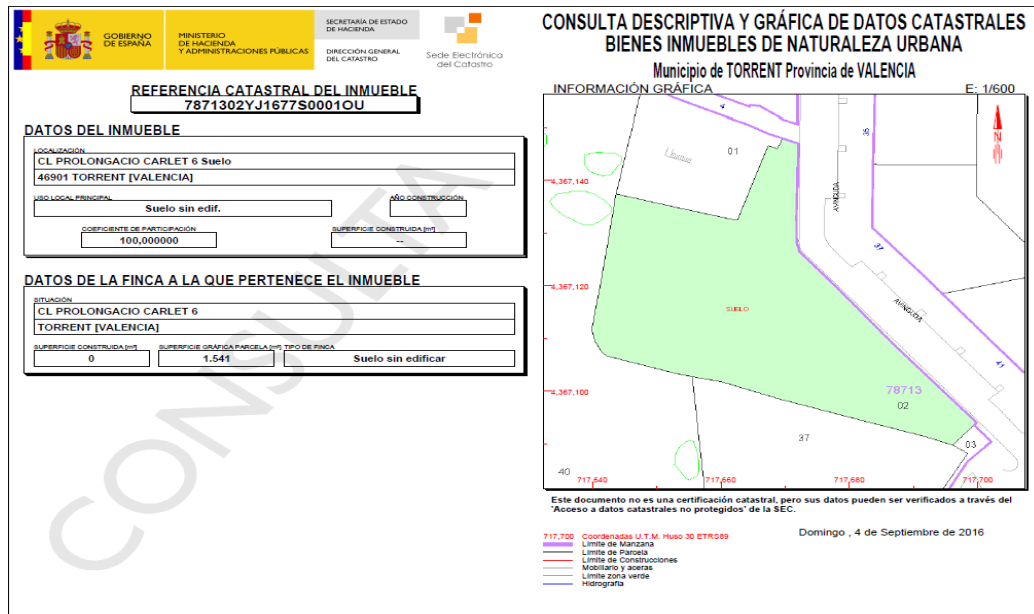 GOBIERNO
DE ESPAÑA
MINISTERIO
DE HACIENDA
Y ADMINISTRACIONES PÚBLICAS
SECRETARÍA DE ESTADO
DE HACIENDA
DIRECCIÓN GENERAL
DEL CATASTRO
Sede Electrónica
del Catastro
REFERENCIA CATASTRAL DEL INMUEBLE
7871302YJ1677S0001OU
DATOS DEL INMUEBLE
LOCALIZACIÓN
CL PROLONGACIO CARLET 6 Suelo
46901 TORRENT [VALENCIA]
USO LOCAL PRINCIPAL
Suelo sin edif.
AÑO CONSTRUCCIÓN
COEFICIENTE DE PARTICIPACIÓN
100,000000
SUPERFICIE CONSTRUIDA [m²]
--
DATOS DE LA FINCA A LA QUE PERTENECE EL INMUEBLE
SITUACIÓN
CL PROLONGACIO CARLET 6
TORRENT [VALENCIA]
SUPERFICIE CONSTRUIDA [m²]
0
SUPERFICIE GRÁFICA PARCELA [m²]
1.541
TIPO DE FINCA
Suelo sin edificar
CONSULTA
CONSULTA DESCRIPTIVA Y GRÁFICA DE DATOS CATASTRALES
BIENES INMUEBLES DE NATURALEZA URBANA
Municipio de TORRENT Provincia de VALENCIA
INFORMACIÓN GRÁFICA
E: 1/600
4
01
35
4,367,140
AVINGUDA
37
4,367,120
SUELO
AVINGUDA
41
4,367,100
78713
02
37
03
40
717,640
717,660
717,680
717,700
Este documento no es una certificación catastral, pero sus datos pueden ser verificados a través del
'Acceso a datos catastrales no protegidos' de la SEC.
717,700 Coordenadas U.T.M. Huso 30 ETRS89
Límite de Manzana
Límite de Parcela
Límite de Construcciones
Mobiliario y aceras
Límite zona verde
Hidrografía
Domingo , 4 de Septiembre de 2016